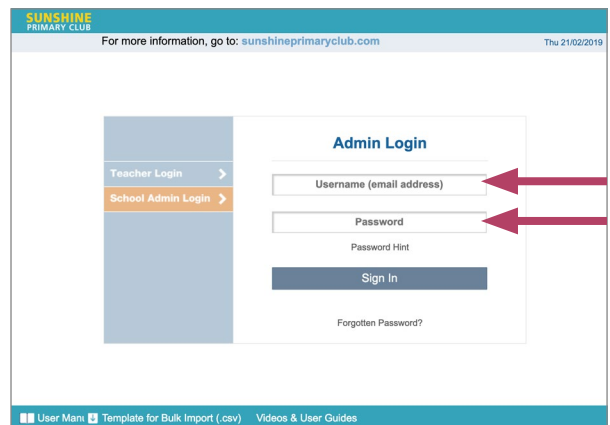 SUNSHINE
PRIMARY CLUB
For more information, go to: sunshineprimaryclub.com
Thu 21/02/2019
Admin Login
Teacher Login
School Admin Login
Username (email address)
Password
Password Hint
Sign In
Forgotten Password?
User Manu Template for Bulk Import (.csv) Videos & User Guides